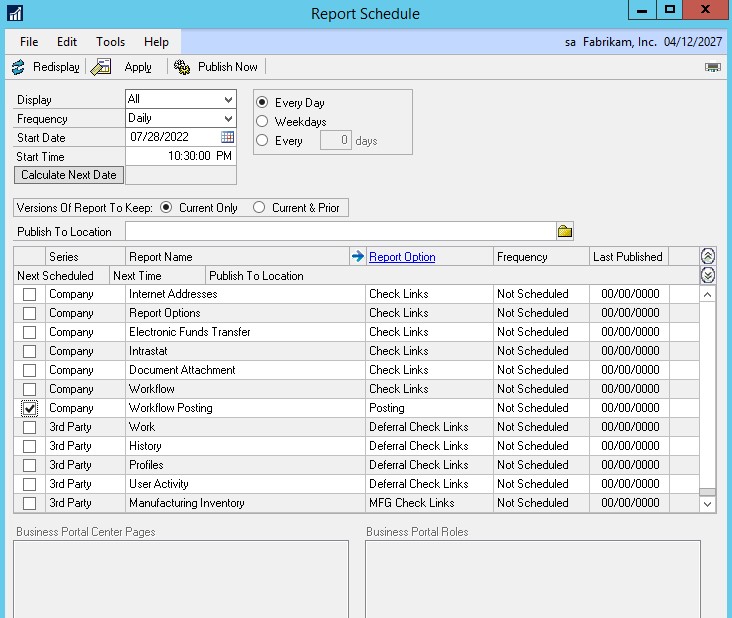 Report Schedule
File Edit Tools Help sa Fabrikam, Inc. 04/12/2027
Redisplay Apply Publish Now
Display All
Frequency Daily
Start Date 07/28/2022
Start Time 10:30:00 PM
Calculate Next Date
Every Day
Weekdays
Every 0 days
Versions Of Report To Keep: Current Only Current & Prior
Publish To Location
Series Report Name Report Option Frequency Last Published
Next Scheduled Next Time Publish To Location
Company Internet Addresses Check Links Not Scheduled 00/00/0000
Company Report Options Check Links Not Scheduled 00/00/0000
Company Electronic Funds Transfer Check Links Not Scheduled 00/00/0000
Company Intrastat Check Links Not Scheduled 00/00/0000
Company Document Attachment Check Links Not Scheduled 00/00/0000
Company Workflow Check Links Not Scheduled 00/00/0000
Company Workflow Posting Posting Not Scheduled 00/00/0000
3rd Party Work Deferral Check Links Not Scheduled 00/00/0000
3rd Party History Deferral Check Links Not Scheduled 00/00/0000
3rd Party Profiles Deferral Check Links Not Scheduled 00/00/0000
3rd Party User Activity Deferral Check Links Not Scheduled 00/00/0000
3rd Party Manufacturing Inventory MFG Check Links Not Scheduled 00/00/0000
Business Portal Center Pages Business Portal Roles